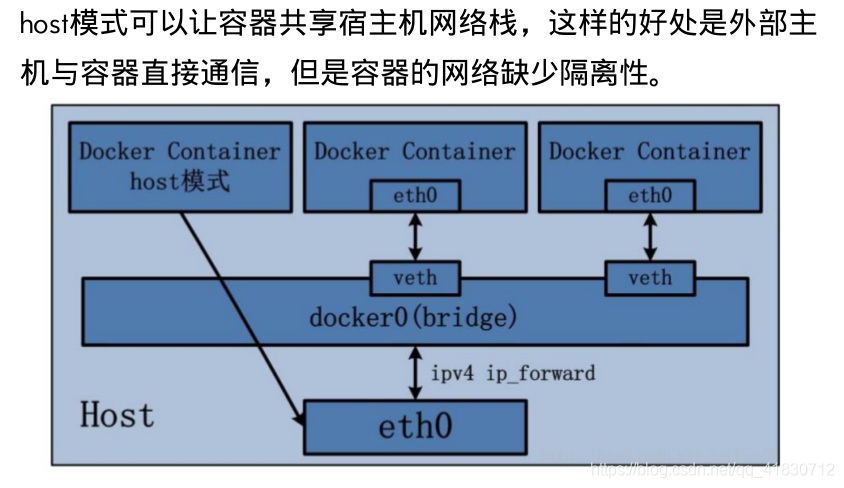 host模式可以让容器共享宿主机网络栈，这样的好处是外部主
机与容器直接通信，但是容器的网络缺少隔离性。
Docker Container
host模式
Docker Container
eth0
Docker Container
eth0
veth
veth
docker0(bridge)
ipv4 ip_forward
Host
eth0
https://blog.csdn.net/qq_41830712